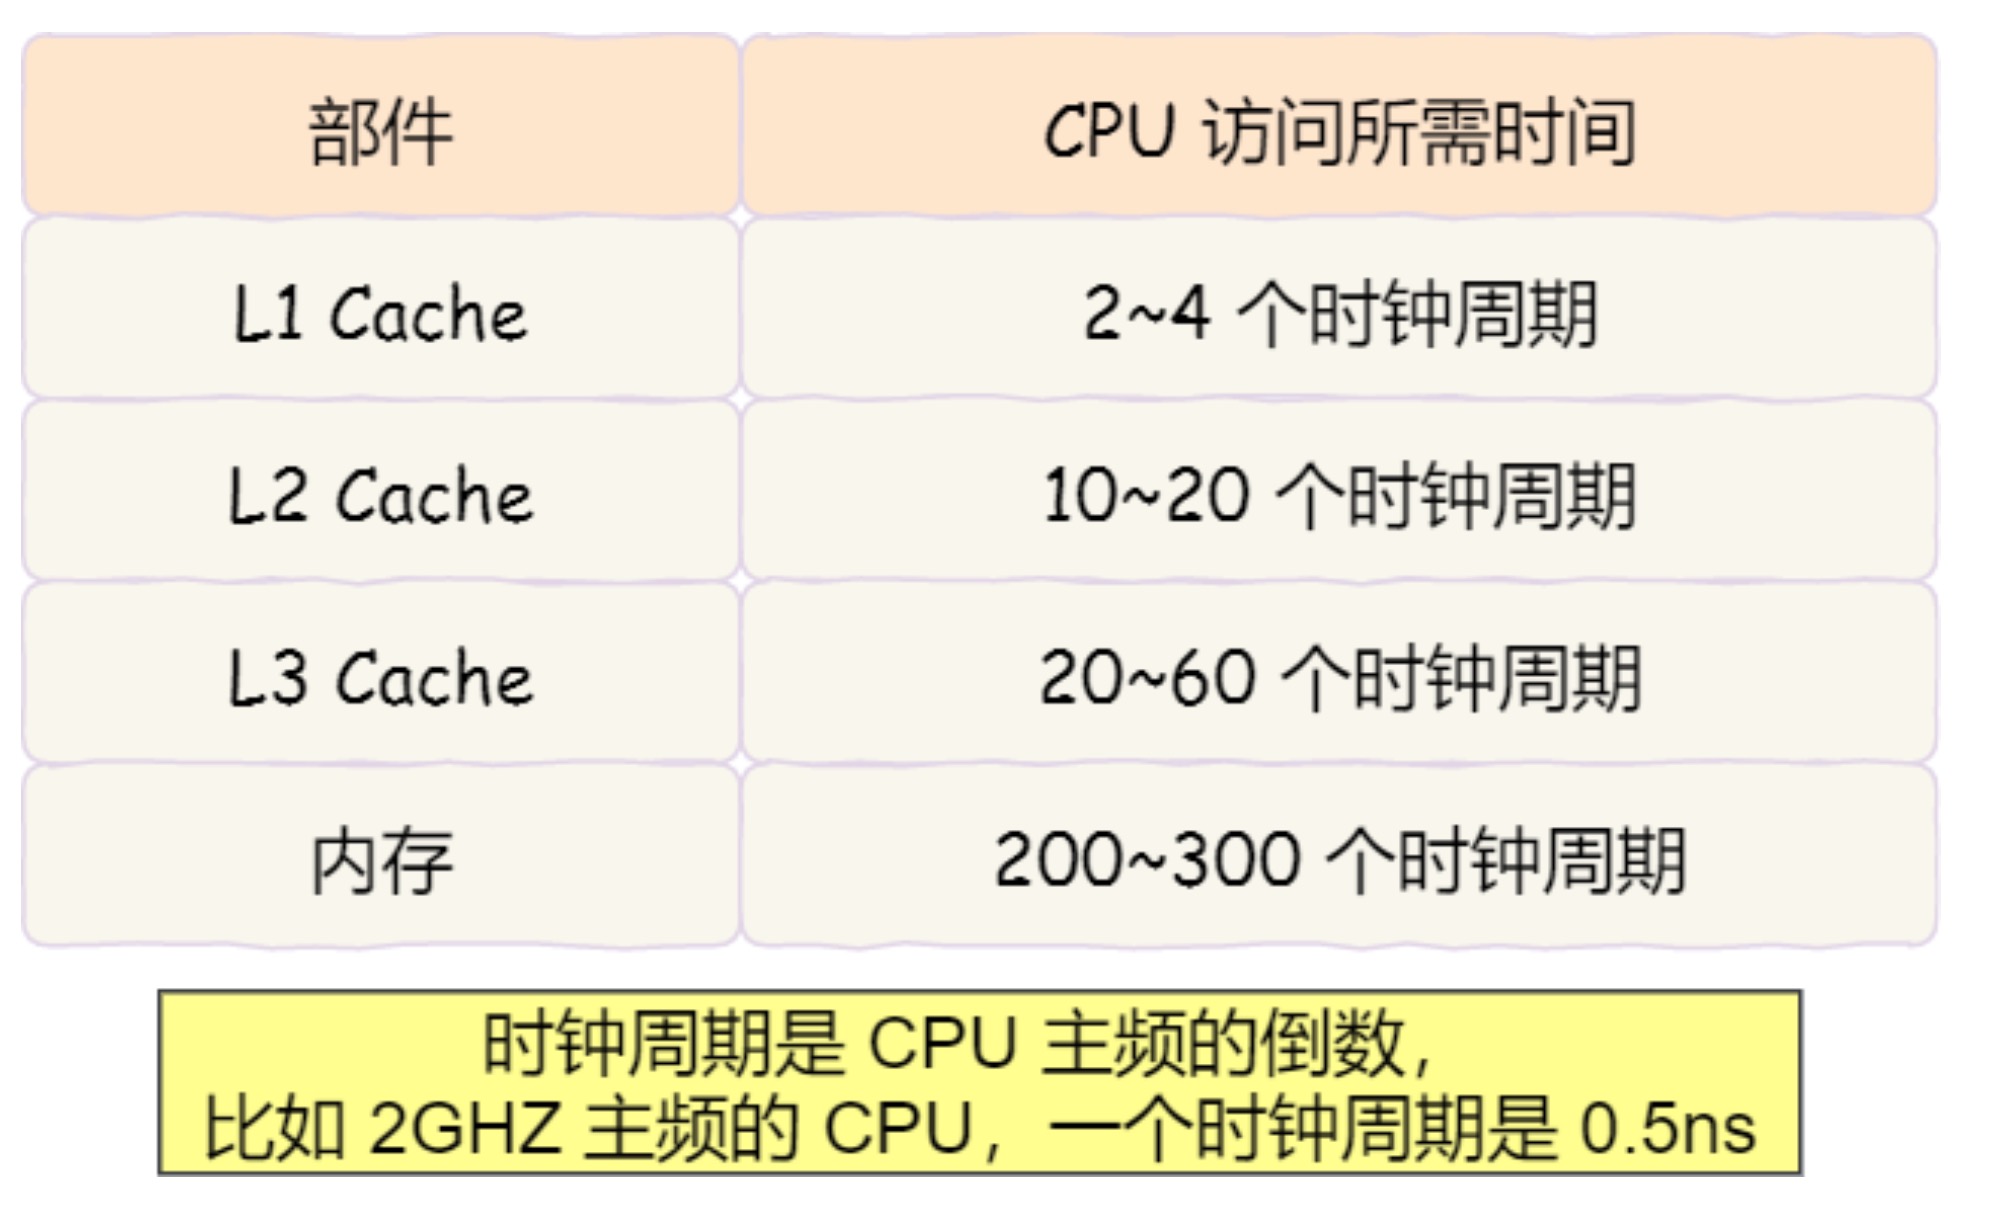 部件 CPU 访问所需时间
L1 Cache 2~4 个时钟周期
L2 Cache 10~20 个时钟周期
L3 Cache 20~60 个时钟周期
内存 200~300 个时钟周期
时钟周期是 CPU 主频的倒数，
比如 2GHZ 主频的 CPU，一个时钟周期是 0.5ns